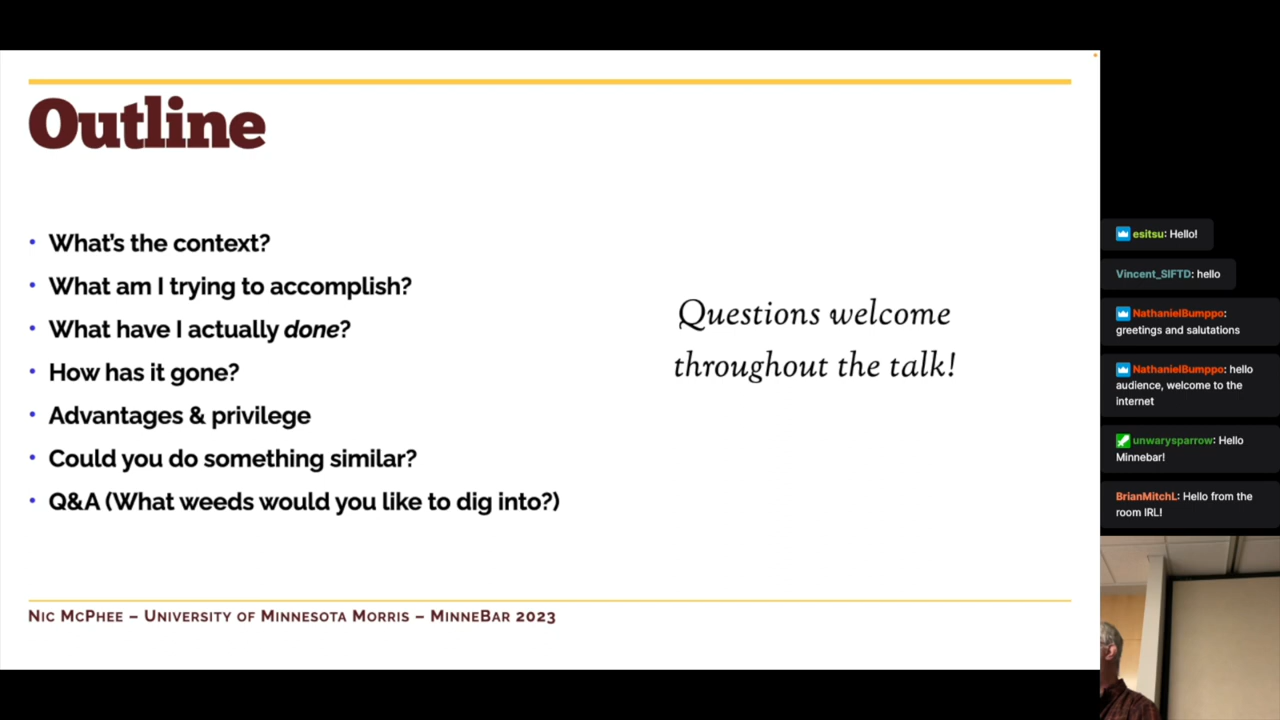 Outline
• What's the context?
• What am I trying to accomplish?
• What have I actually done?
• How has it gone?
• Advantages & privilege
• Could you do something similar?
• Q&A (What weeds would you like to dig into?)
Questions welcome
throughout the talk!
Nic McPhee – University of Minnesota Morris – MinneBar 2023
esitsu: Hello!
Vincent_SIFTD: hello
NathanielBumppo:
greetings and salutations
NathanielBumppo: hello
audience, welcome to the
internet
unwarysparrow: Hello
Minnebar!
BrianMitchL: Hello from the
room IRL!